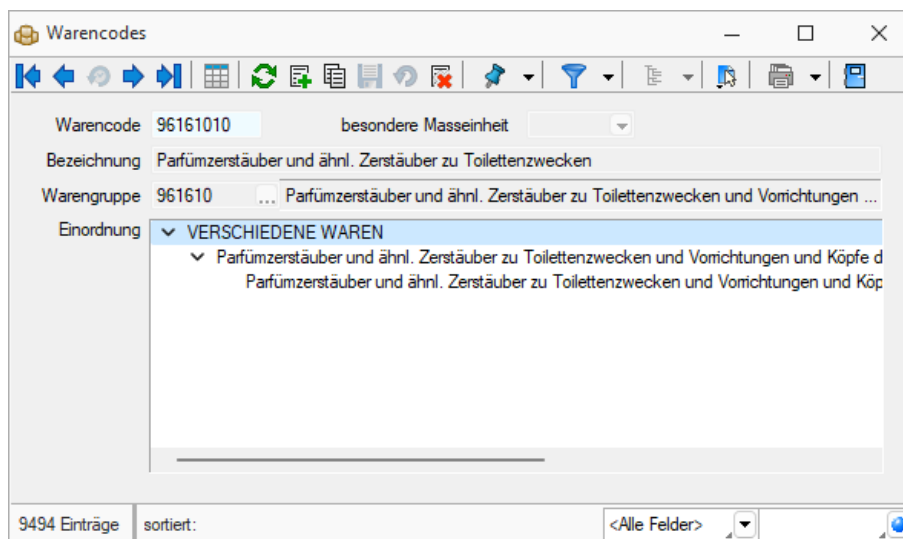 Warencodes
Warencode 96161010 besondere Masseinheit
Bezeichnung Parfümzerstäuber und ähnl. Zerstäuber zu Toilettenzwecken
Warengruppe 961610 ... Parfümzerstäuber und ähnl. Zerstäuber zu Toilettenzwecken und Vorrichtungen ...
Einordnung VERSCHIEDENE WAREN
Parfümzerstäuber und ähnl. Zerstäuber zu Toilettenzwecken und Vorrichtungen und Köpfe d
Parfümzerstäuber und ähnl. Zerstäuber zu Toilettenzwecken und Vorrichtungen und Köp
9494 Einträge sortiert: <Alle Felder>